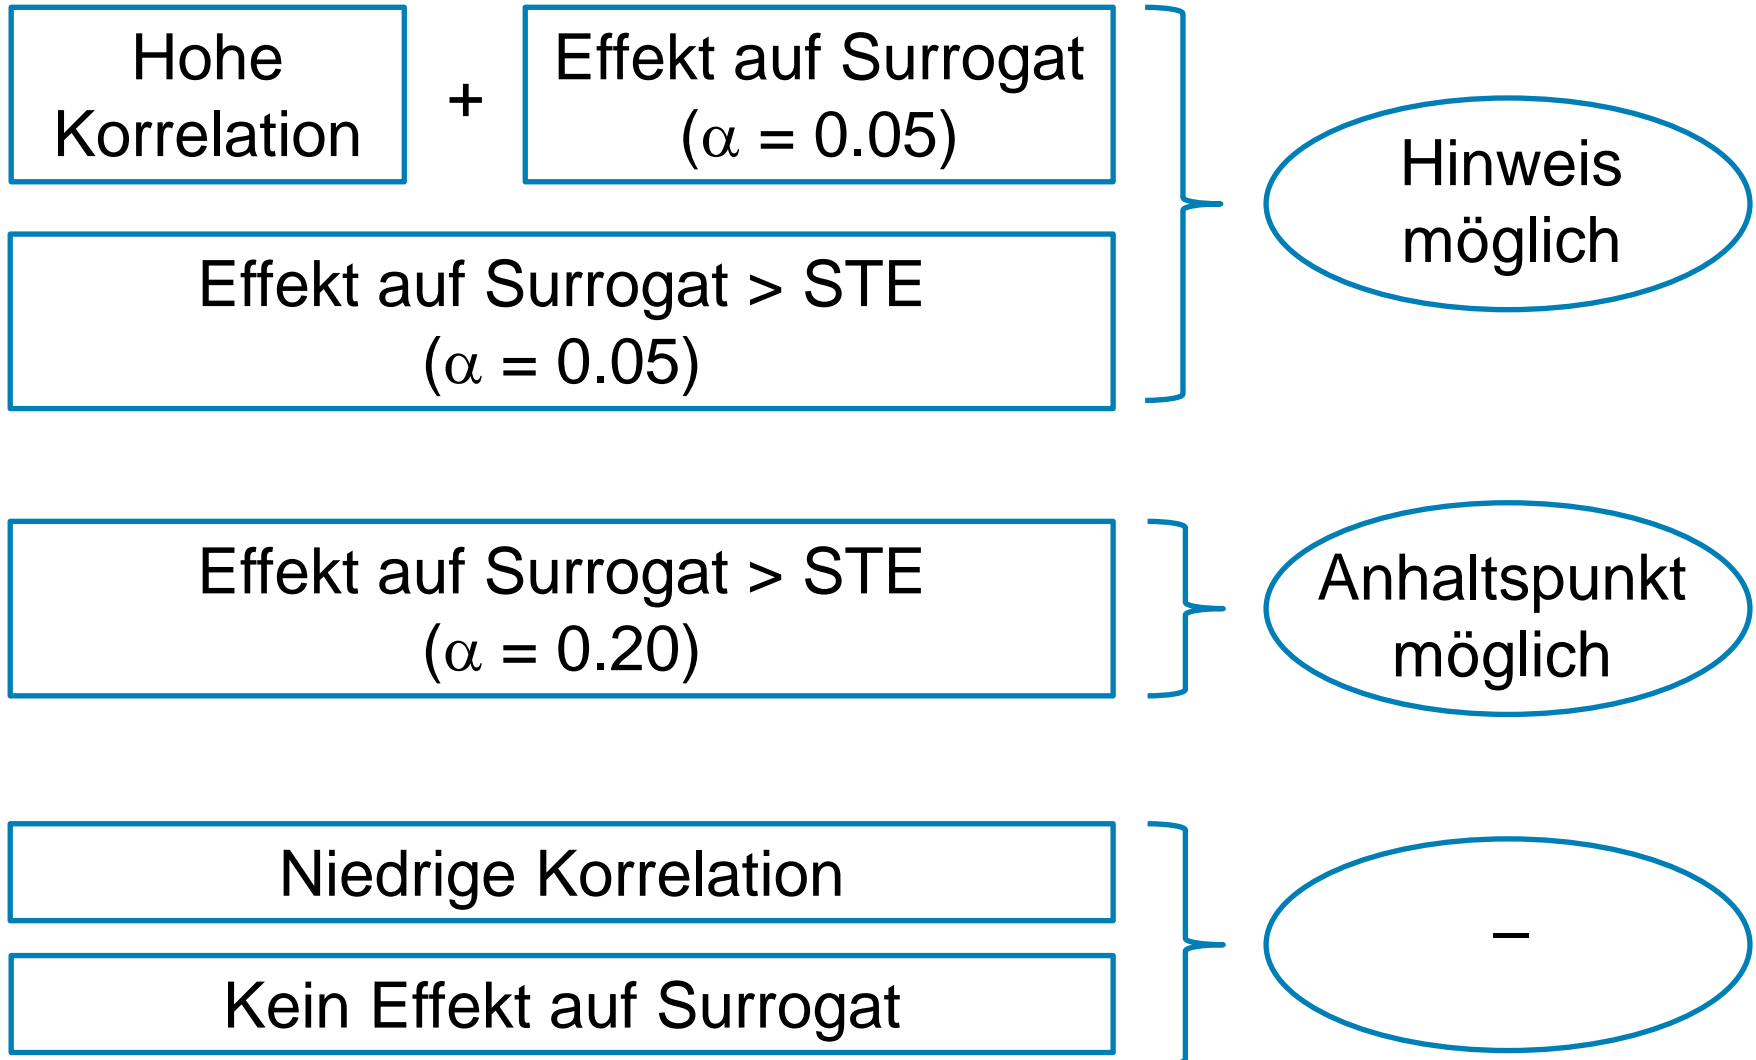 Hohe
Korrelation
+
Effekt auf Surrogat
(α = 0.05)
Effekt auf Surrogat > STE
(α = 0.05)
Hinweis
möglich
Effekt auf Surrogat > STE
(α = 0.20)
Anhaltspunkt
möglich
Niedrige Korrelation
Kein Effekt auf Surrogat
–